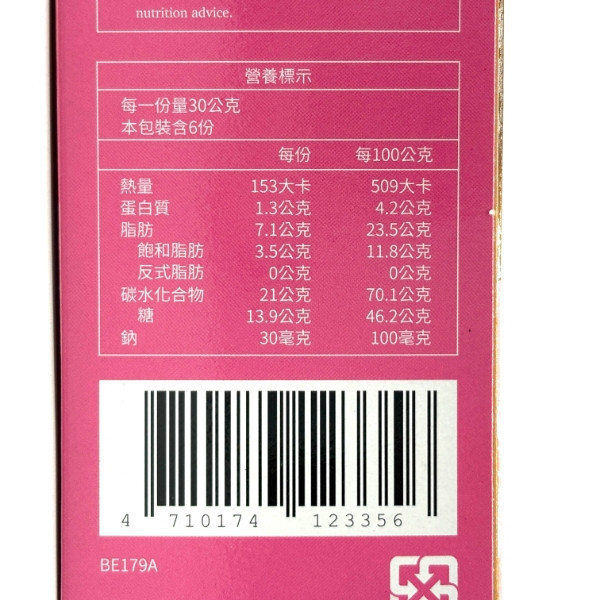 nutrition advice.
營養標示
每一份量30公克
本包裝含6份
每份 每100公克
熱量 153大卡 509大卡
蛋白質 1.3公克 4.2公克
脂肪 7.1公克 23.5公克
飽和脂肪 3.5公克 11.8公克
反式脂肪 0公克 0公克
碳水化合物 21公克 70.1公克
糖 13.9公克 46.2公克
鈉 30毫克 100毫克
4 710174 123356
BE179A